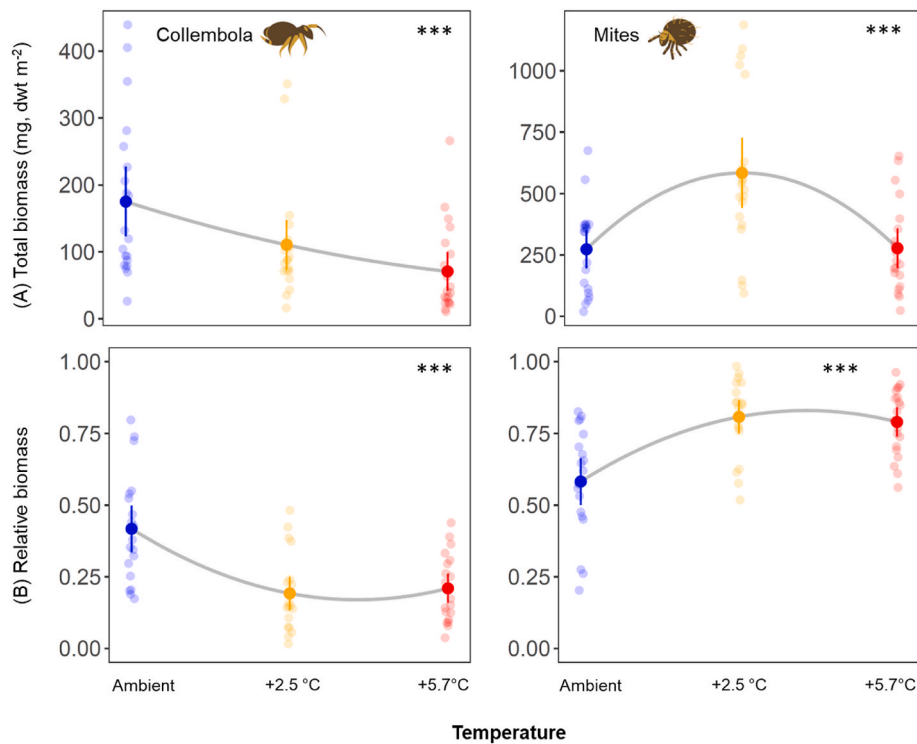 Collembola
***
Mites
***
(A) Total biomass (mg, dwt m-2)
400
300
200
100
0
1000
750
500
250
0
(B) Relative biomass
***
***
1.00
0.75
0.50
0.25
0.00
1.00
0.75
0.50
0.25
0.00
Ambient
+2.5 °C
+5.7°C
Ambient
+2.5 °C
+5.7°C
Temperature